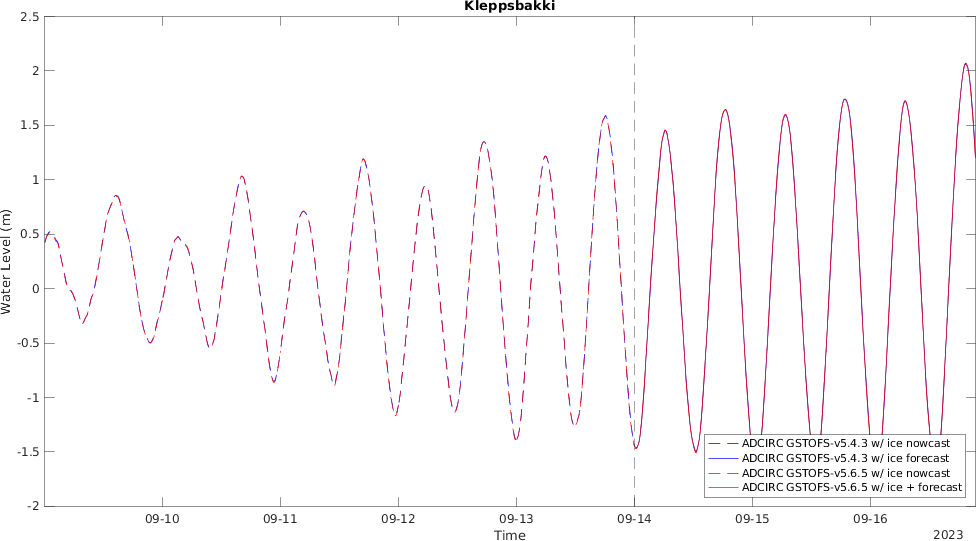 Kleppsbakki
2.5
2
1.5
1
0.5
0
-0.5
-1
-1.5
-2
Water Level (m)
09-10
09-11
09-12
09-13
09-14
09-15
09-16
Time
2023
ADCIRC GSTOFS-v5.4.3 w/ ice nowcast
ADCIRC GSTOFS-v5.4.3 w/ ice forecast
ADCIRC GSTOFS-v5.6.5 w/ ice nowcast
ADCIRC GSTOFS-v5.6.5 w/ ice + forecast